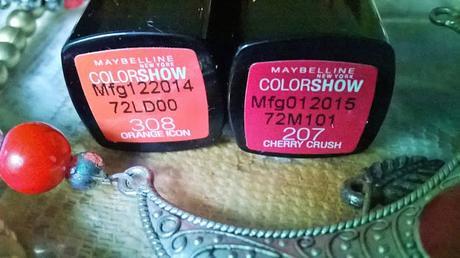 MAYBELLINE
NEW YORK
COLORSHOW
Mfg122014
72LD00
308
ORANGE ICON
MAYBELLINE
NEW YORK
COLORSHOW
Mfg012015
72M101
207
CHERRY CRUSH